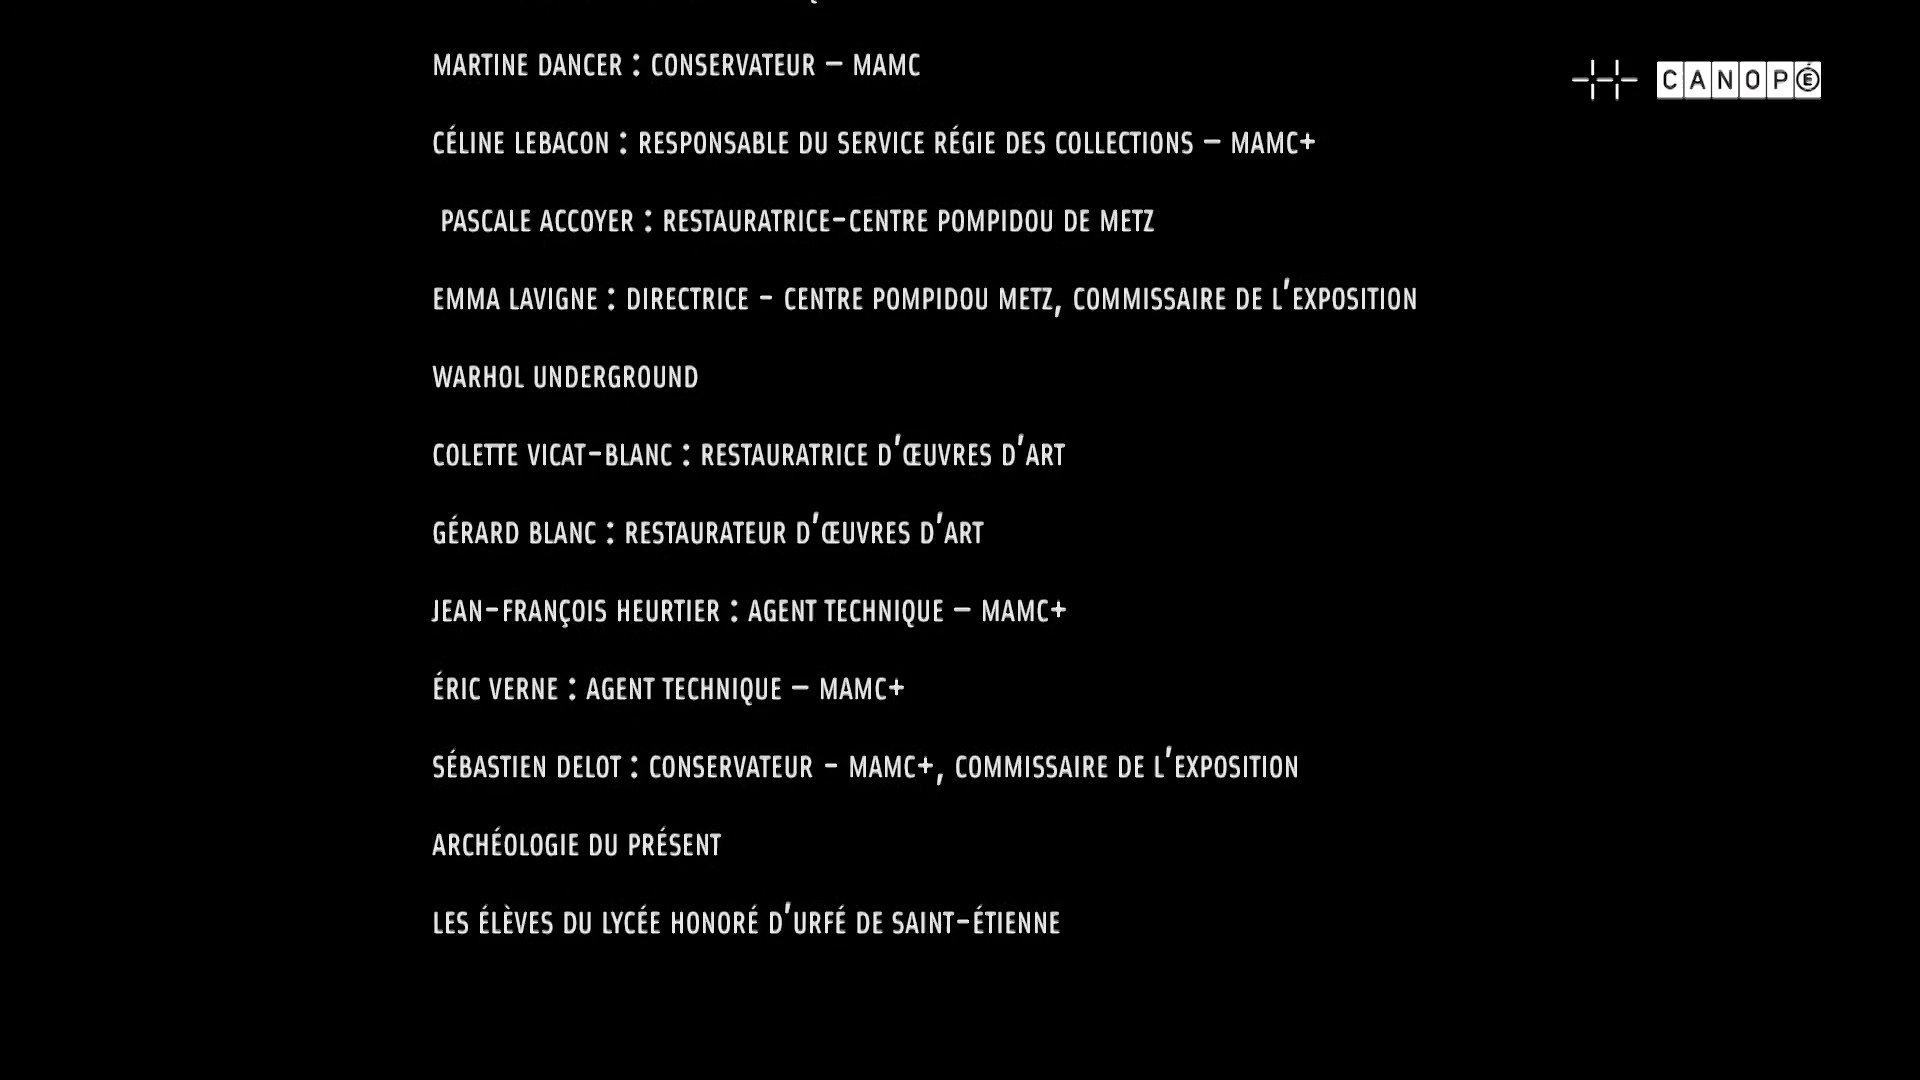 MARTINE DANCER : CONSERVATEUR – MAMC
CANOPÉ
CÉLINE LEBACON : RESPONSABLE DU SERVICE RÉGIE DES COLLECTIONS – MAMC+
PASCALE ACCOYER : RESTAURATRICE-CENTRE POMPIDOU DE METZ
EMMA LAVIGNE : DIRECTRICE - CENTRE POMPIDOU METZ, COMMISSAIRE DE L'EXPOSITION
WARHOL UNDERGROUND
COLETTE VICAT-BLANC : RESTAURATRICE D'ŒUVRES D'ART
GÉRARD BLANC : RESTAURATEUR D'ŒUVRES D'ART
JEAN-FRANÇOIS HEURTIER : AGENT TECHNIQUE – MAMC+
ÉRIC VERNE : AGENT TECHNIQUE – MAMC+
SÉBASTIEN DELOT : CONSERVATEUR - MAMC+, COMMISSAIRE DE L'EXPOSITION
ARCHÉOLOGIE DU PRÉSENT
LES ÉLÈVES DU LYCÉE HONORÉ D'URFÉ DE SAINT-ÉTIENNE